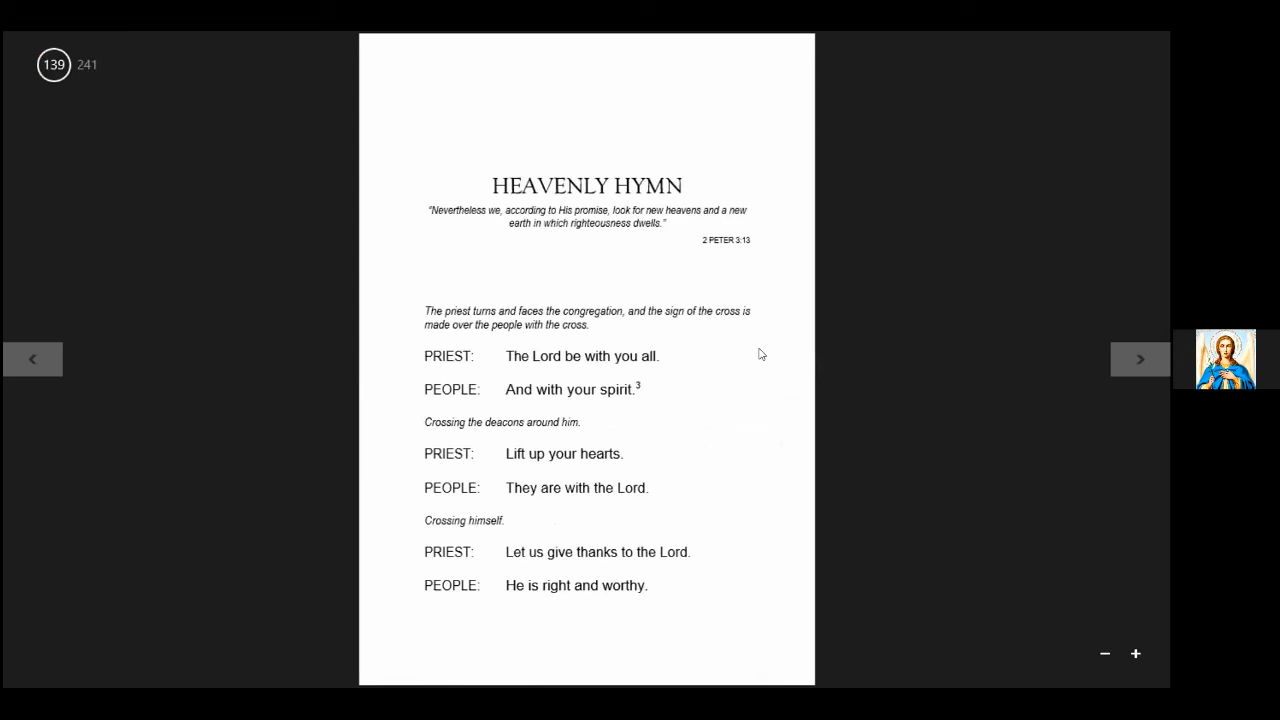 139 241
HEAVENLY HYMN
“Nevertheless we, according to His promise, look for new heavens and a new
earth in which righteousness dwells.”
2 PETER 3:13
The priest turns and faces the congregation, and the sign of the cross is
made over the people with the cross.
PRIEST: The Lord be with you all.
PEOPLE: And with your spirit.3
Crossing the deacons around him.
PRIEST: Lift up your hearts.
PEOPLE: They are with the Lord.
Crossing himself.
PRIEST: Let us give thanks to the Lord.
PEOPLE: He is right and worthy.